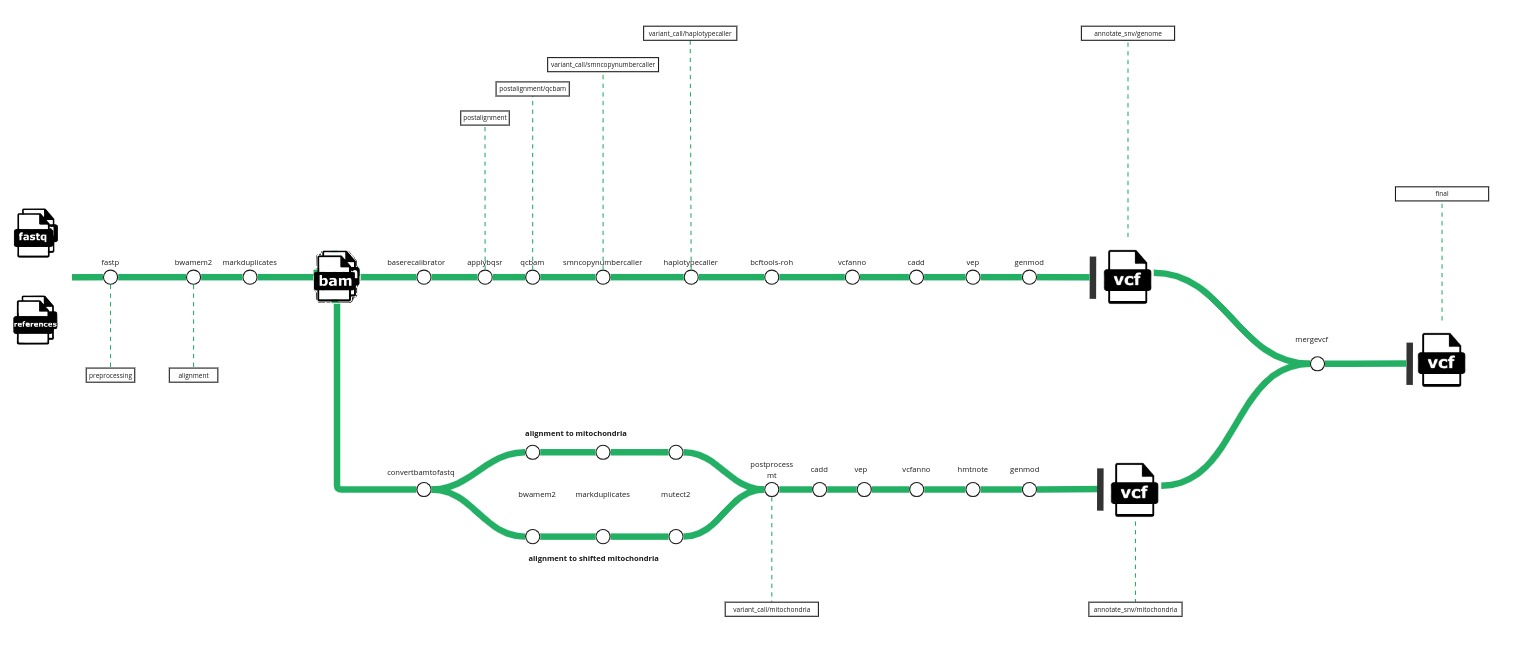 variant_call/haplotypecaller
annotate_snv/genome
variant_call/smncopynumbercaller
postalignment/qcbam
postalignment
final
fastq
fastp
bwamem2
markduplicates
bam
baserecalibrator
applybqsr
qcbam
smncopynumbercaller
haplotypecaller
bcftools-roh
vcfanno
cadd
vep
genmod
vcf
references
mergevcf
vcf
preprocessing
alignment
alignment to mitochondria
convertbamtofastq
bwamem2
markduplicates
mutect2
postprocess
mt
cadd
vep
vcfanno
hmtnote
genmod
vcf
alignment to shifted mitochondria
variant_call/mitochondria
annotate_snv/mitochondria